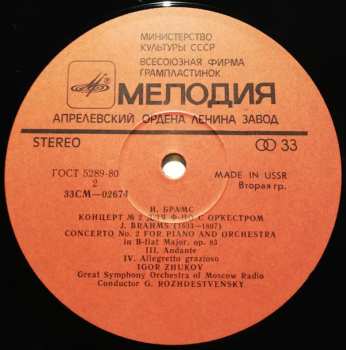 МИНИСТЕРСТВО
КУЛЬТУРЫ СССР
ВСЕСОЮЗНАЯ ФИРМА
ГРАМПЛАСТИНОК
МЕЛОДИЯ
АПРЕЛЕВСКИЙ ОРДЕНА ЛЕНИНА ЗАВОД
STEREO
33
ГОСТ 5289-80
2
33СМ—02674
MADE IN USSR
Вторая гр.
И. БРАМС
КОНЦЕРТ № 2 ДЛЯ Ф-НО С ОРКЕСТРОМ
J. BRAHMS (1833—1897)
CONCERTO No. 2 FOR PIANO AND ORCHESTRA
in B-flat Major, op. 83
III. Andante
IV. Allegretto grazioso
IGOR ZHUKOV
Great Symphony Orchestra of Moscow Radio
Conductor G. ROZHDESTVENSKY